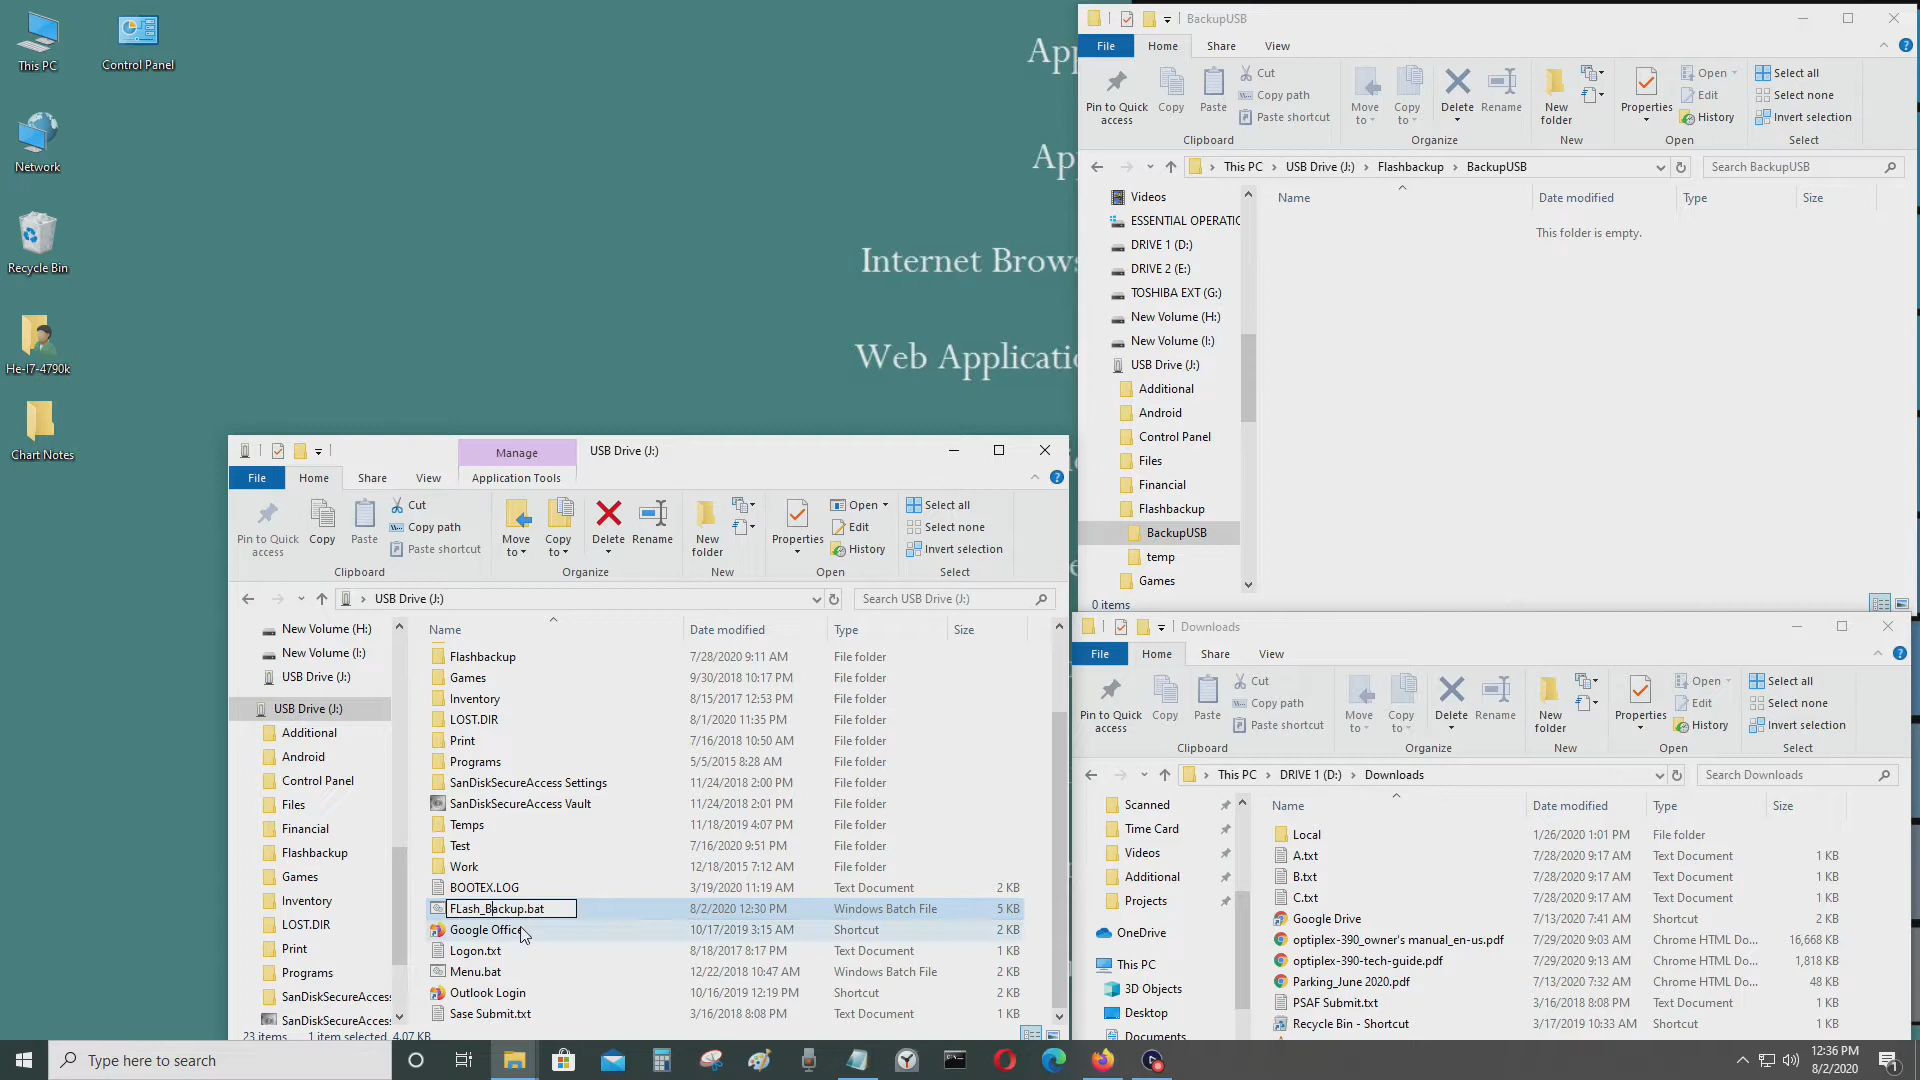 This PC
Control Panel
Network
Recycle Bin
He-I7-4790k
Chart Notes
Internet Brows
BackupUSB
File Home Share View
Pin to Quick access
Copy
Paste
Cut
Copy path
Paste shortcut
Move to
Copy to
Delete
Rename
New folder
Properties
Open
Edit
History
Select all
Select none
Invert selection
Clipboard Organize New Open Select
This PC USB Drive (J:) Flashbackup BackupUSB
Search BackupUSB
Name Date modified Type Size
This folder is empty.
Videos
ESSENTIAL OPERATIC
DRIVE 1 (D:)
DRIVE 2 (E:)
TOSHIBA EXT (G:)
New Volume (H:)
New Volume (I:)
USB Drive (J:)
Additional
Android
Control Panel
Files
Financial
Flashbackup
BackupUSB
temp
Games
0 items
Manage USB Drive (J:)
File Home Share View Application Tools
Pin to Quick access
Copy
Paste
Cut
Copy path
Paste shortcut
Move to
Copy to
Delete
Rename
New folder
Properties
Open
Edit
History
Select all
Select none
Invert selection
Clipboard Organize New Open Select
USB Drive (J:)
Search USB Drive (J:)
New Volume (H:)
New Volume (I:)
USB Drive (J:)
USB Drive (J:)
Additional
Android
Control Panel
Files
Financial
Flashbackup
Games
Inventory
LOST.DIR
Print
Programs
SanDiskSecureAccess
SanDiskSecureAccess
Name Date modified Type Size
Flashbackup 7/28/2020 9:11 AM File folder
Games 9/30/2018 10:17 PM File folder
Inventory 8/15/2017 12:53 PM File folder
LOST.DIR 8/1/2020 11:35 PM File folder
Print 7/16/2018 10:50 AM File folder
Programs 5/5/2015 8:28 AM File folder
SanDiskSecureAccess Settings 11/24/2018 2:00 PM File folder
SanDiskSecureAccess Vault 11/24/2018 2:01 PM File folder
Temps 11/18/2019 4:07 PM File folder
Test 7/16/2020 9:51 PM File folder
Work 12/18/2015 7:12 AM File folder
BOOTEX.LOG 3/19/2020 11:19 AM Text Document 2 KB
FLash_Backup.bat 8/2/2020 12:30 PM Windows Batch File 5 KB
Google Office 10/17/2019 3:15 AM Shortcut 2 KB
Logon.txt 8/18/2017 8:17 PM Text Document 1 KB
Menu.bat 12/22/2018 10:47 AM Windows Batch File 2 KB
Outlook Login 10/16/2019 12:19 PM Shortcut 2 KB
Sase Submit.txt 3/16/2018 8:08 PM Text Document 1 KB
23 items 1 item selected 4.07 KB
Downloads
File Home Share View
Pin to Quick access
Copy
Paste
Cut
Copy path
Paste shortcut
Move to
Copy to
Delete
Rename
New folder
Properties
Open
Edit
History
Select all
Select none
Invert selection
Clipboard Organize New Open Select
This PC DRIVE 1 (D:) Downloads
Search Downloads
Scanned
Time Card
Videos
Additional
Projects
OneDrive
This PC
3D Objects
Desktop
Documents
Name Date modified Type Size
Local 1/26/2020 1:01 PM File folder
A.txt 7/28/2020 9:17 AM Text Document 1 KB
B.txt 7/28/2020 9:17 AM Text Document 1 KB
C.txt 7/28/2020 9:17 AM Text Document 1 KB
Google Drive 7/13/2020 7:41 AM Shortcut 2 KB
optiplex-390_owner's manual_en-us.pdf 7/29/2020 9:03 AM Chrome HTML Do... 16,668 KB
optiplex-390-tech-guide.pdf 7/29/2020 9:13 AM Chrome HTML Do... 1,818 KB
Parking_June 2020.pdf 7/13/2020 7:32 AM Chrome HTML Do... 48 KB
PSAF Submit.txt 3/16/2018 8:08 PM Text Document 1 KB
Recycle Bin - Shortcut 3/17/2019 10:33 AM Shortcut 1 KB
Type here to search
12:36 PM
8/2/2020
1